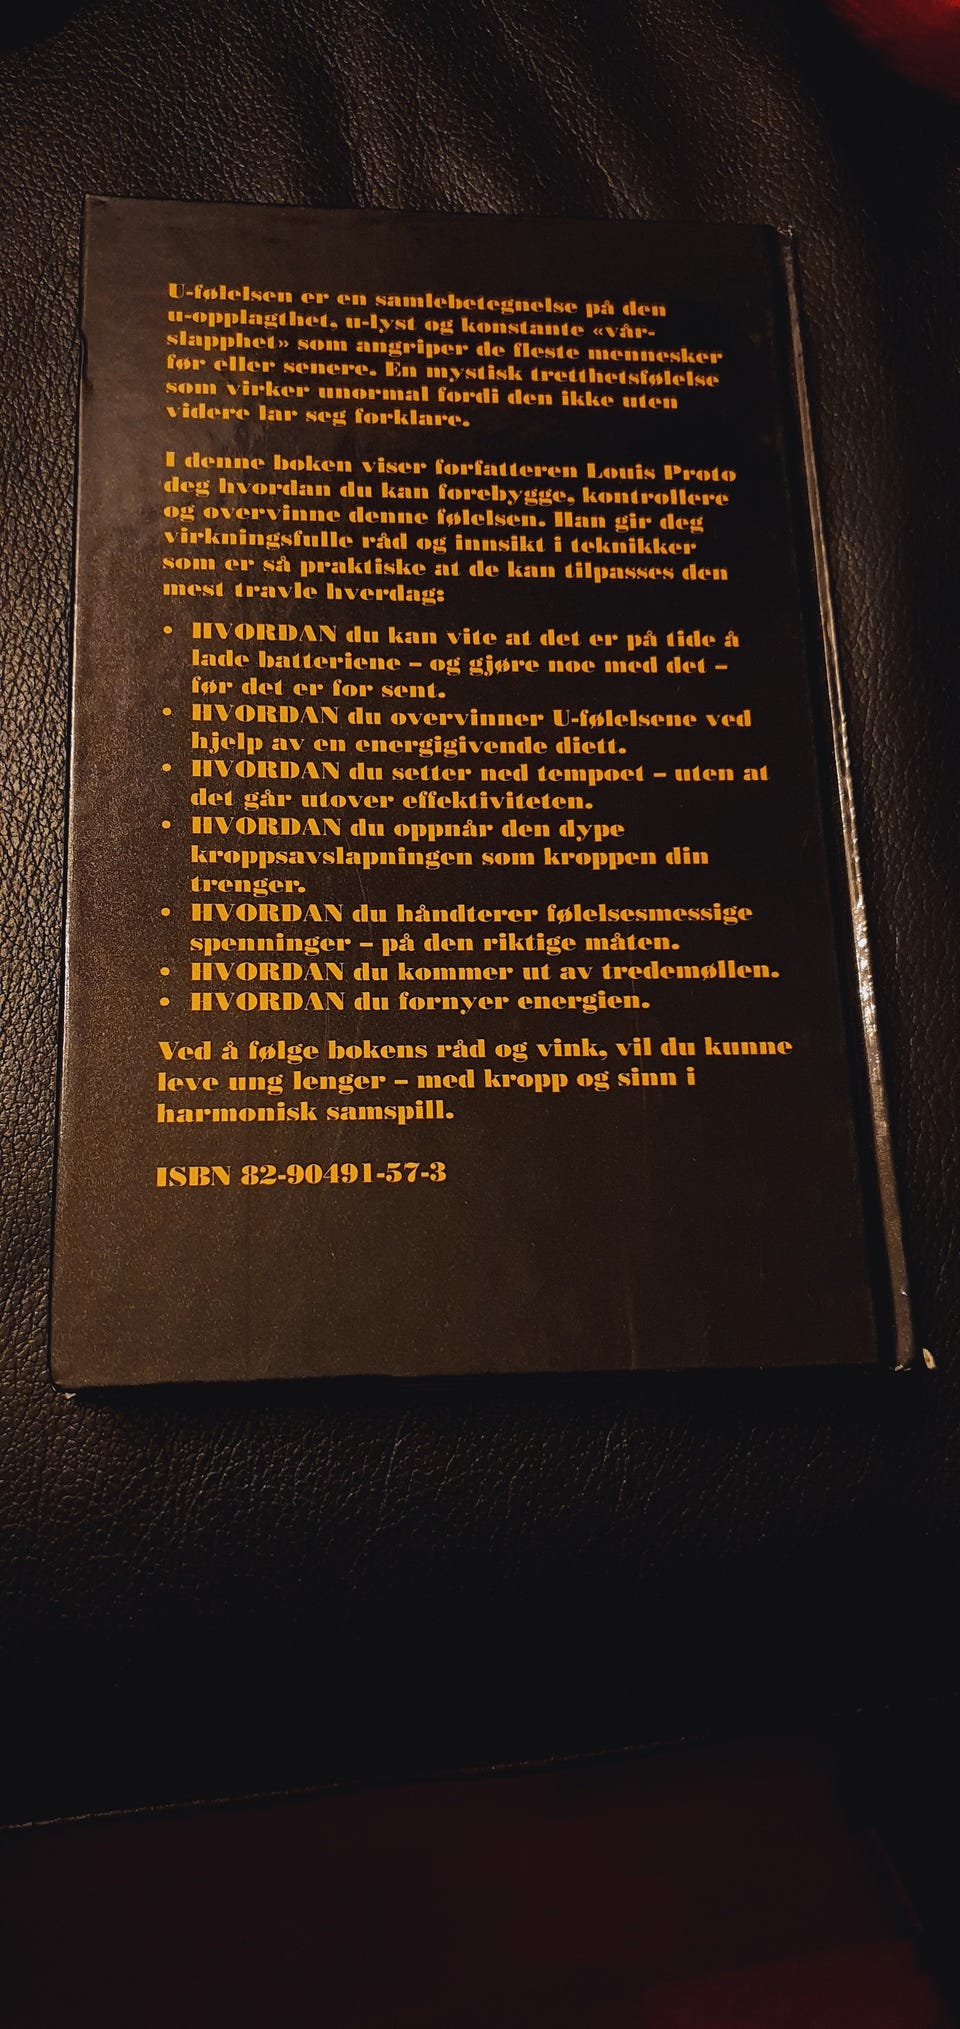 U-følelsen er en samlebetegnelse på den
u-opplagthet, u-lyst og konstante «vår-
slapphet» som angriper de fleste mennesker
før eller senere. En mystisk tretthetsfølelse
som virker unormal fordi den ikke uten
videre lar seg forklare.
I denne boken viser forfatteren Louis Proto
deg hvordan du kan forebygge, kontrollere
og overvinne denne følelsen. Han gir deg
virkningsfulle råd og innsikt i teknikker
som er så praktiske at de kan tilpasses den
mest travle hverdag:
• HVORDAN du kan vite at det er på tide å
lade batteriene – og gjøre noe med det –
før det er for sent.
• HVORDAN du overvinner U-følelsene ved
hjelp av en energigivende diett.
• HVORDAN du setter ned tempoet – uten at
det går utover effektiviteten.
• HVORDAN du oppnår den dype
kroppsavslapningen som kroppen din
trenger.
• HVORDAN du håndterer følelsesmessige
spenninger – på den riktige måten.
• HVORDAN du kommer ut av tredemøllen.
• HVORDAN du fornyer energien.
Ved å følge bokens råd og vink, vil du kunne
leve ung lenger – med kropp og sinn i
harmonisk samspill.
ISBN 82-90491-57-3